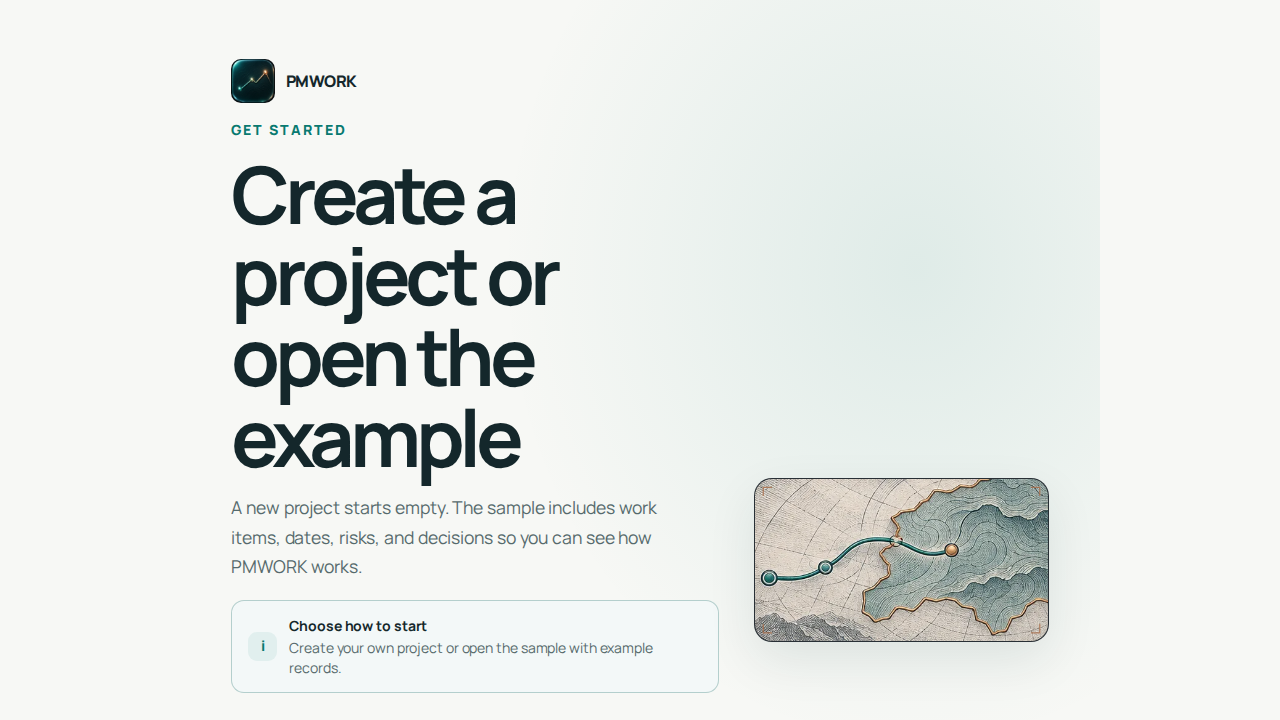 PMWORK
GET STARTED
Create a
project or
open the
example
A new project starts empty. The sample includes work
items, dates, risks, and decisions so you can see how
PMWORK works.
i
Choose how to start
Create your own project or open the sample with example
records.